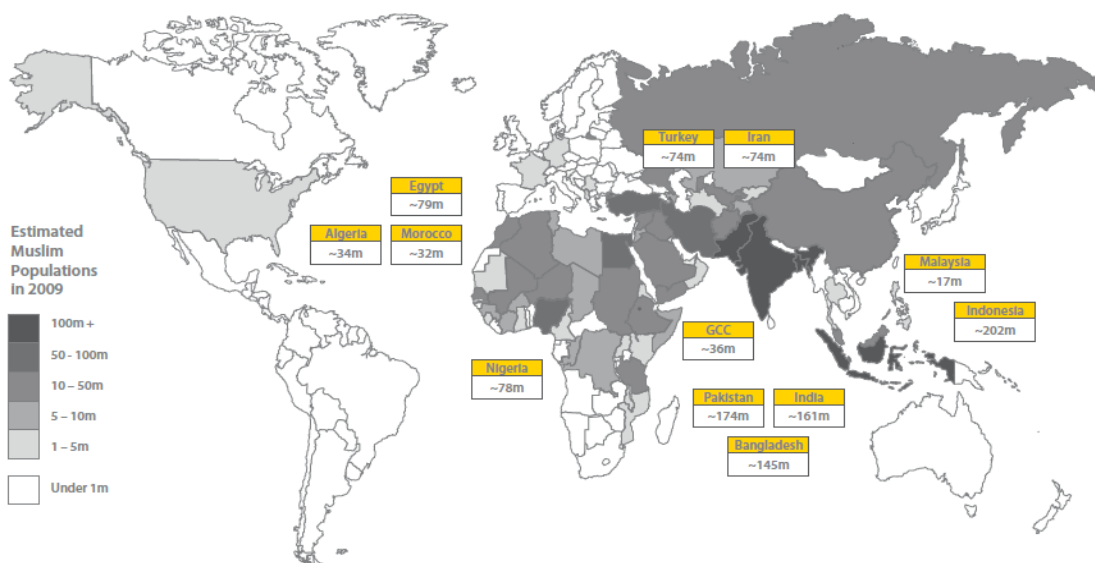 Turkey
~74m
Iran
~74m
Egypt
~79m
Algeria
~34m
Morocco
~32m
Estimated
Muslim
Populations
in 2009
100m +
50 - 100m
10 – 50m
5 – 10m
1 – 5m
Under 1m
Malaysia
~17m
Indonesia
~202m
GCC
~36m
Nigeria
~78m
Pakistan
~174m
India
~161m
Bangladesh
~145m